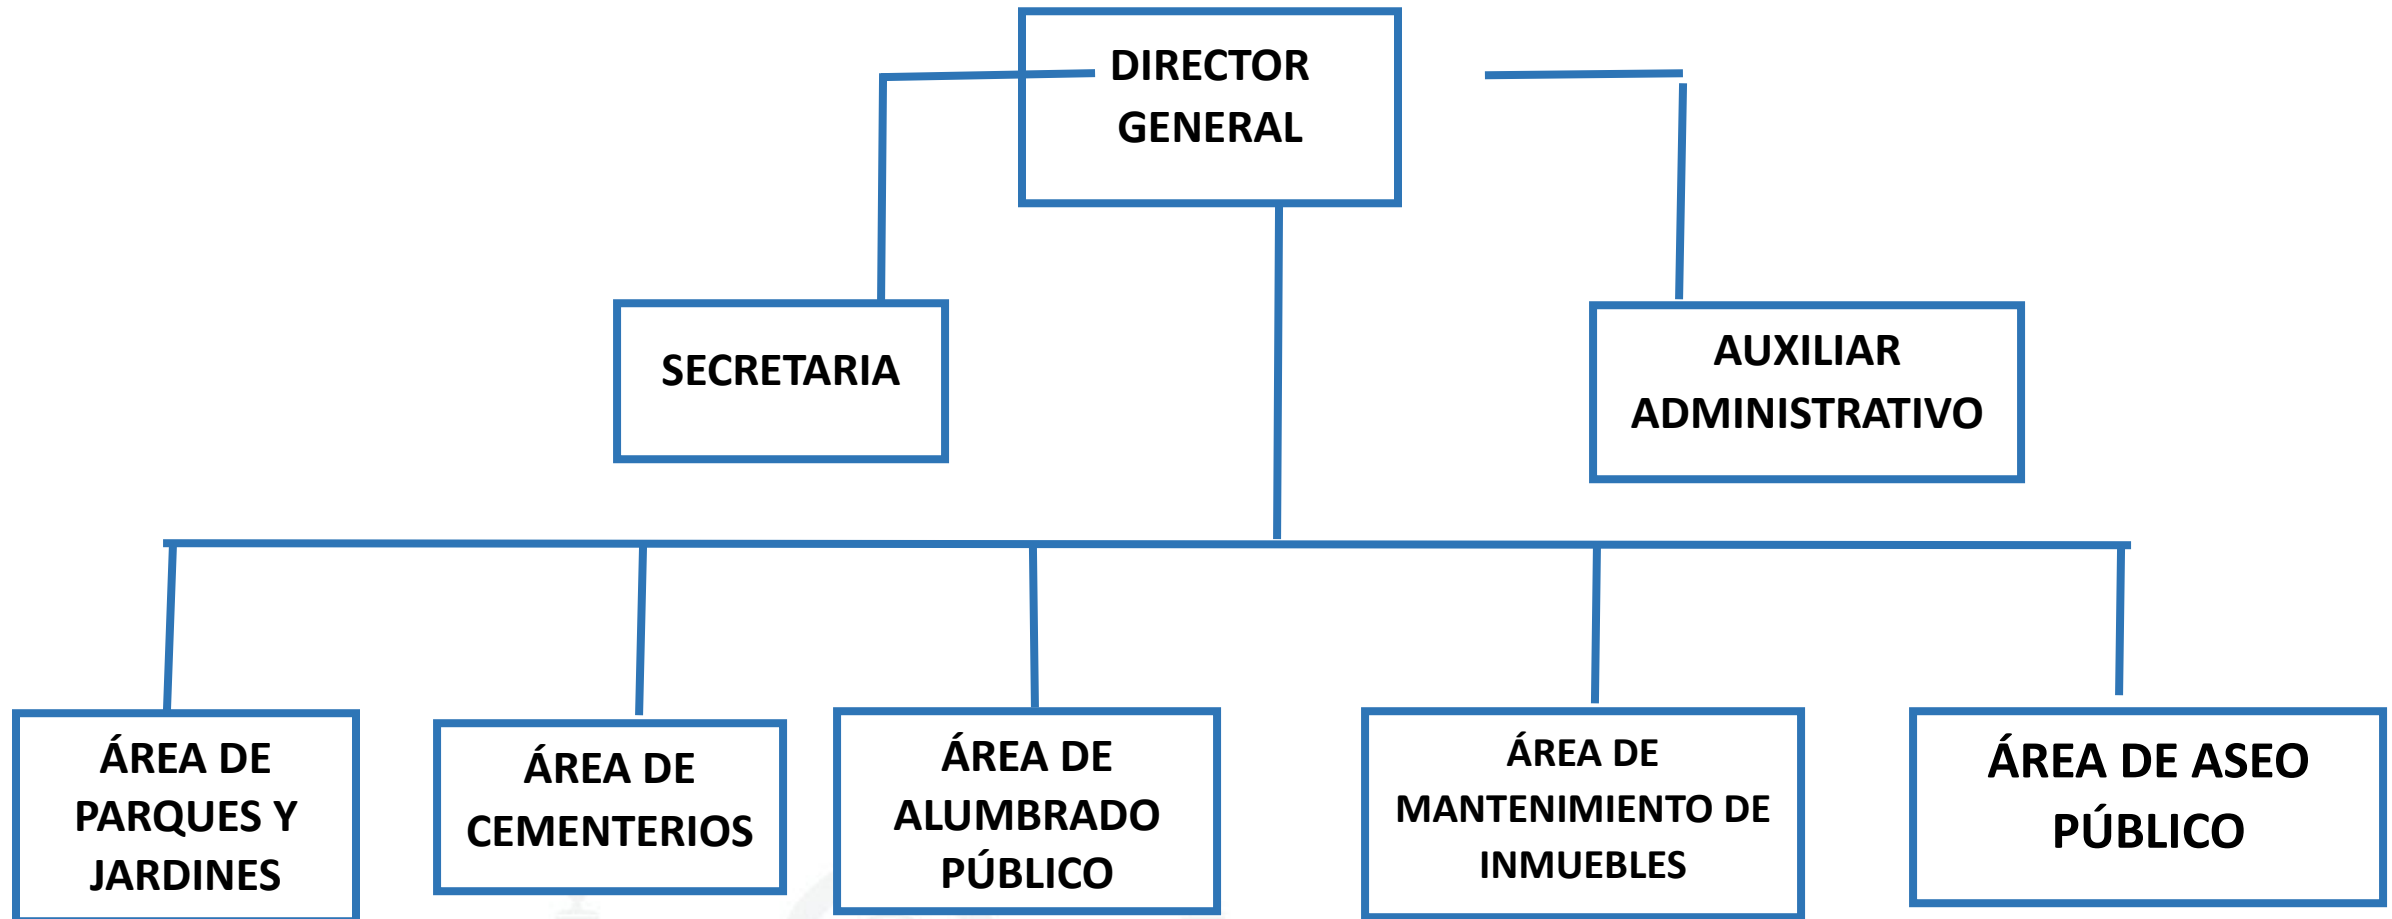 DIRECTOR
GENERAL
SECRETARIA
AUXILIAR
ADMINISTRATIVO
ÁREA DE
PARQUES Y
JARDINES
ÁREA DE
CEMENTERIOS
ÁREA DE
ALUMBRADO
PÚBLICO
ÁREA DE
MANTENIMIENTO DE
INMUEBLES
ÁREA DE ASEO
PÚBLICO